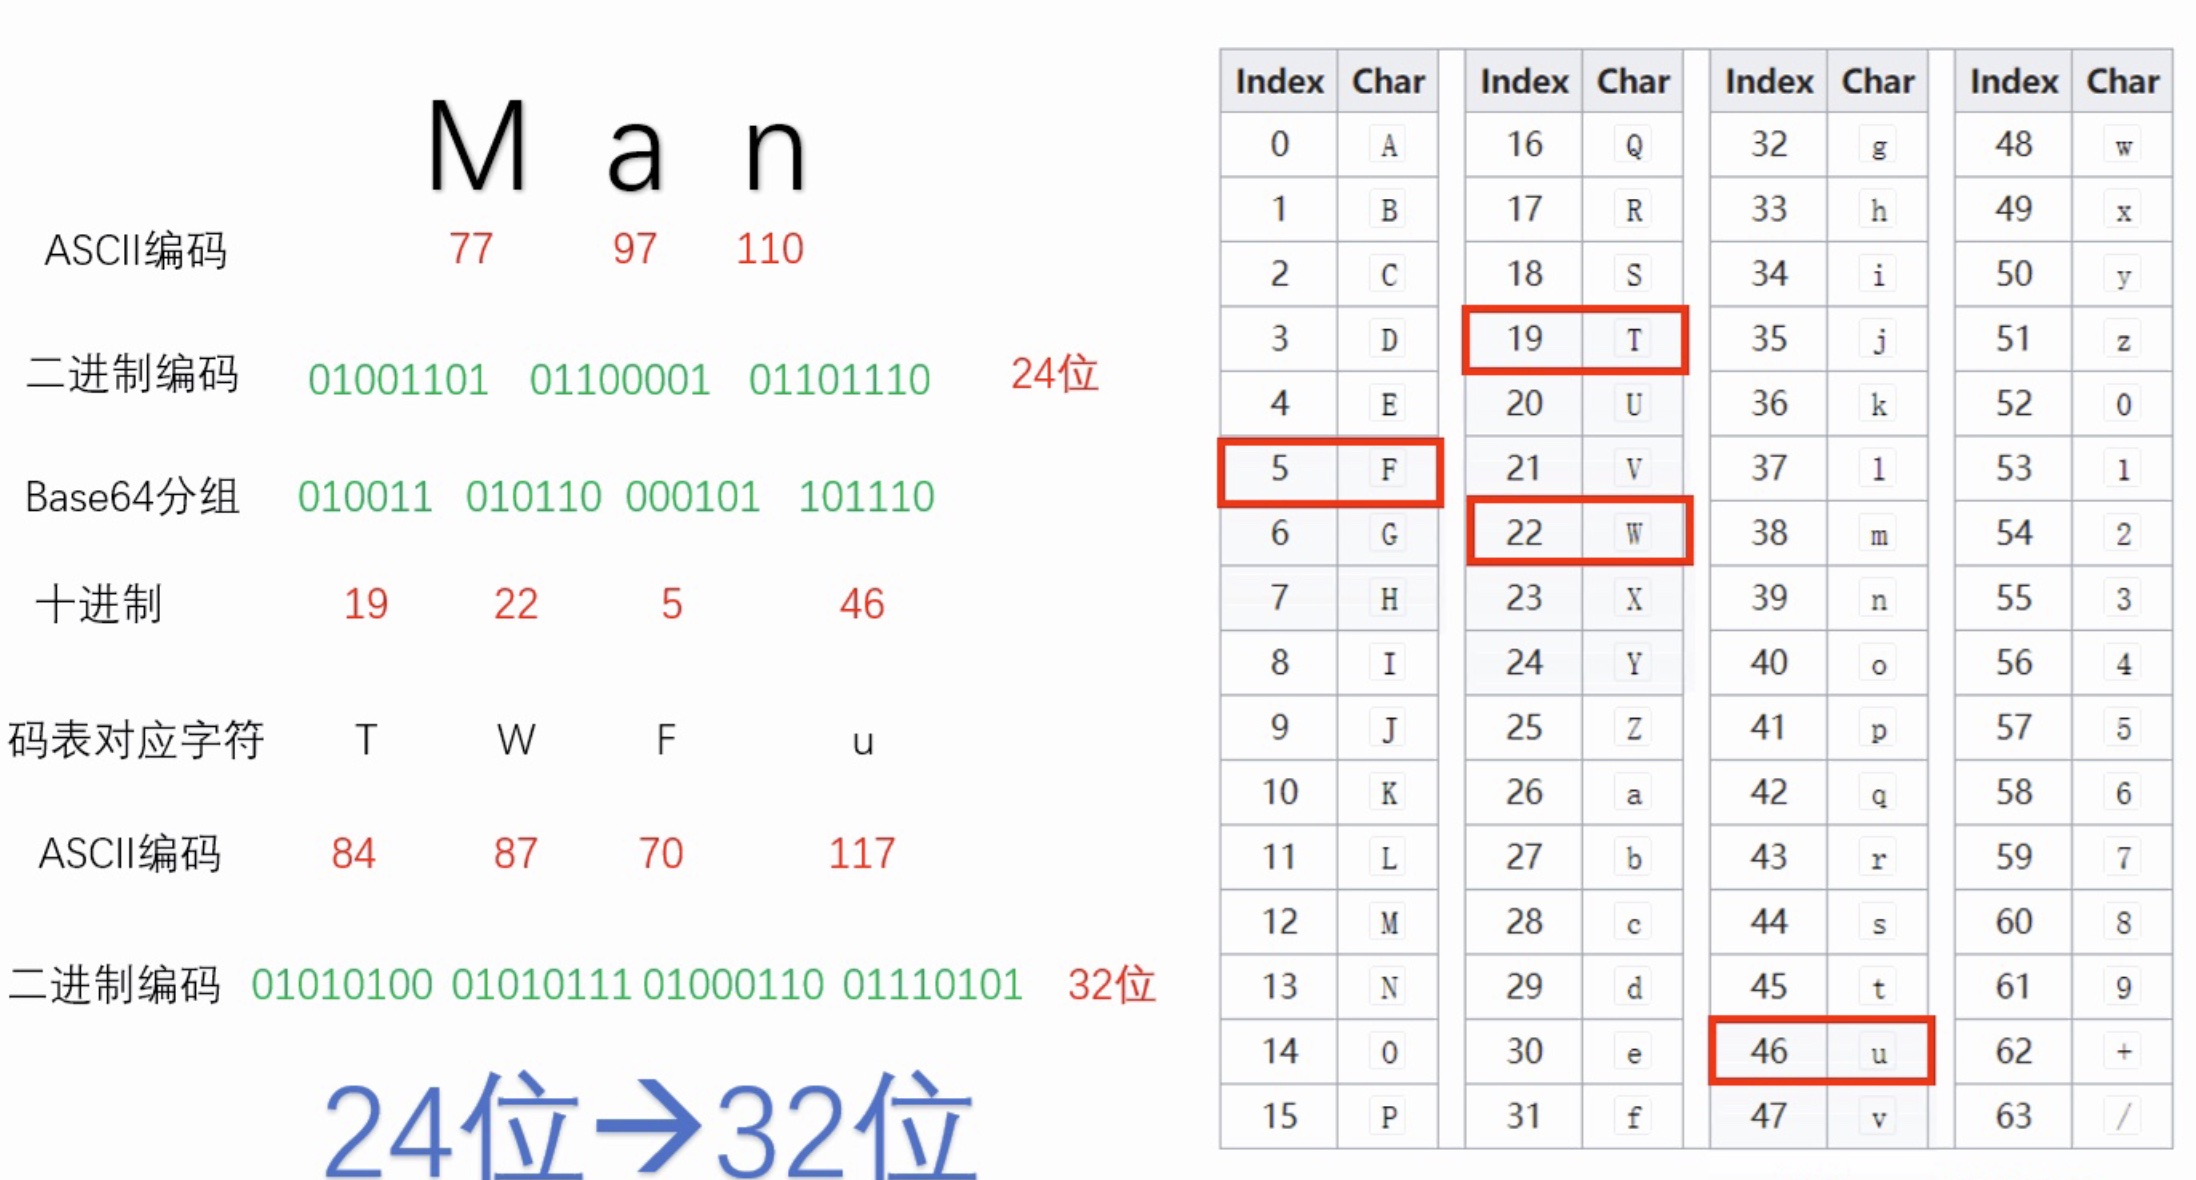 M a n
ASCII编码 77 97 110
二进制编码 01001101 01100001 01101110 24位
Base64分组 010011 010110 000101 101110
十进制 19 22 5 46
码表对应字符 T W F u
ASCII编码 84 87 70 117
二进制编码 01010100 01010111 01000110 01110101 32位
24位→32位
Index Char Index Char Index Char Index Char
0 A 16 Q 32 g 48 w
1 B 17 R 33 h 49 x
2 C 18 S 34 i 50 y
3 D 19 T 35 j 51 z
4 E 20 U 36 k 52 0
5 F 21 V 37 l 53 1
6 G 22 W 38 m 54 2
7 H 23 X 39 n 55 3
8 I 24 Y 40 o 56 4
9 J 25 Z 41 p 57 5
10 K 26 a 42 q 58 6
11 L 27 b 43 r 59 7
12 M 28 c 44 s 60 8
13 N 29 d 45 t 61 9
14 O 30 e 46 u 62 +
15 P 31 f 47 v 63 /